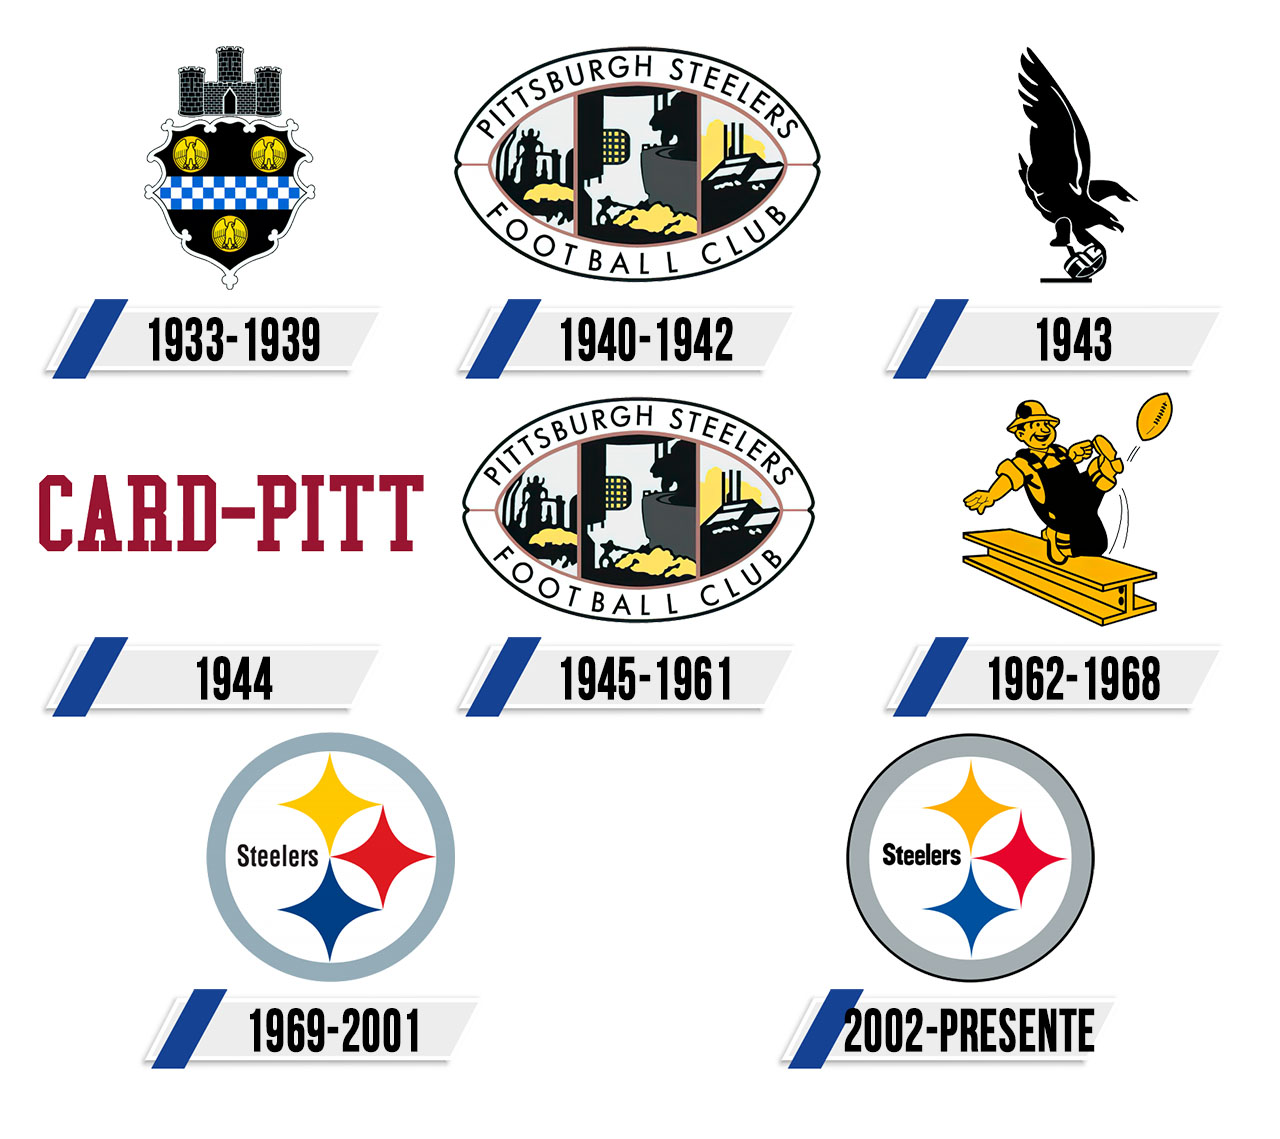 PITTSBURGH STEELERS
FOOTBALL CLUB
1933-1939
1940-1942
1943
CARD-PITT
PITTSBURGH STEELERS
FOOTBALL CLUB
1944
1945-1961
1962-1968
Steelers
Steelers
1969-2001
2002-PRESENTE